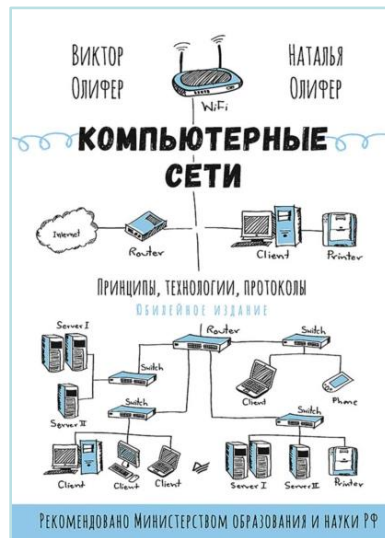 ВИКТОР
ОЛИФЕР
НАТАЛЬЯ
ОЛИФЕР
WiFi
КОМПЬЮТЕРНЫЕ
СЕТИ
Internet
Router
Client
Printer
ПРИНЦИПЫ, ТЕХНОЛОГИИ, ПРОТОКОЛЫ
ЮБИЛЕЙНОЕ ИЗДАНИЕ
Server I
Router
Switch
Switch
Server II
Switch
Client
Phone
Switch
Client
Client
Client
Server I
Server II
Printer
РЕКОМЕНДОВАНО МИНИСТЕРСТВОМ ОБРАЗОВАНИЯ И НАУКИ РФ